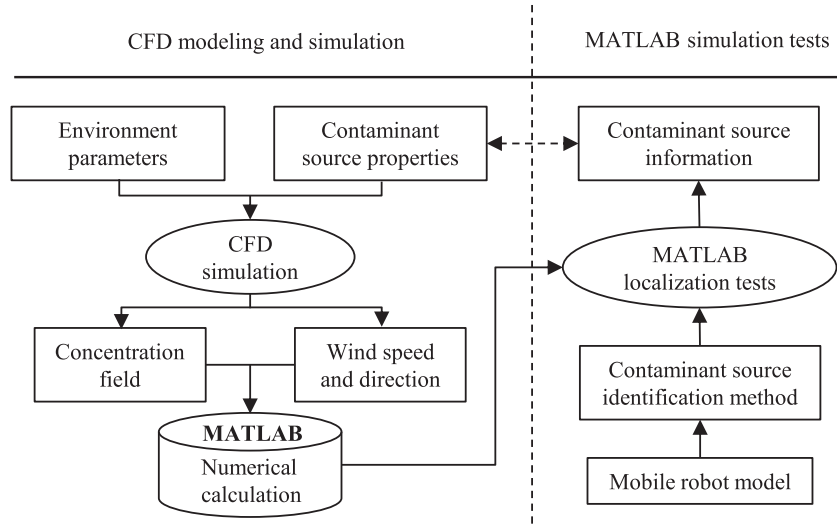 CFD modeling and simulation
MATLAB simulation tests
Environment
parameters
Contaminant
source properties
Contaminant source
information
CFD
simulation
MATLAB
localization tests
Concentration
field
Wind speed
and direction
Contaminant source
identification method
MATLAB
Numerical
calculation
Mobile robot model